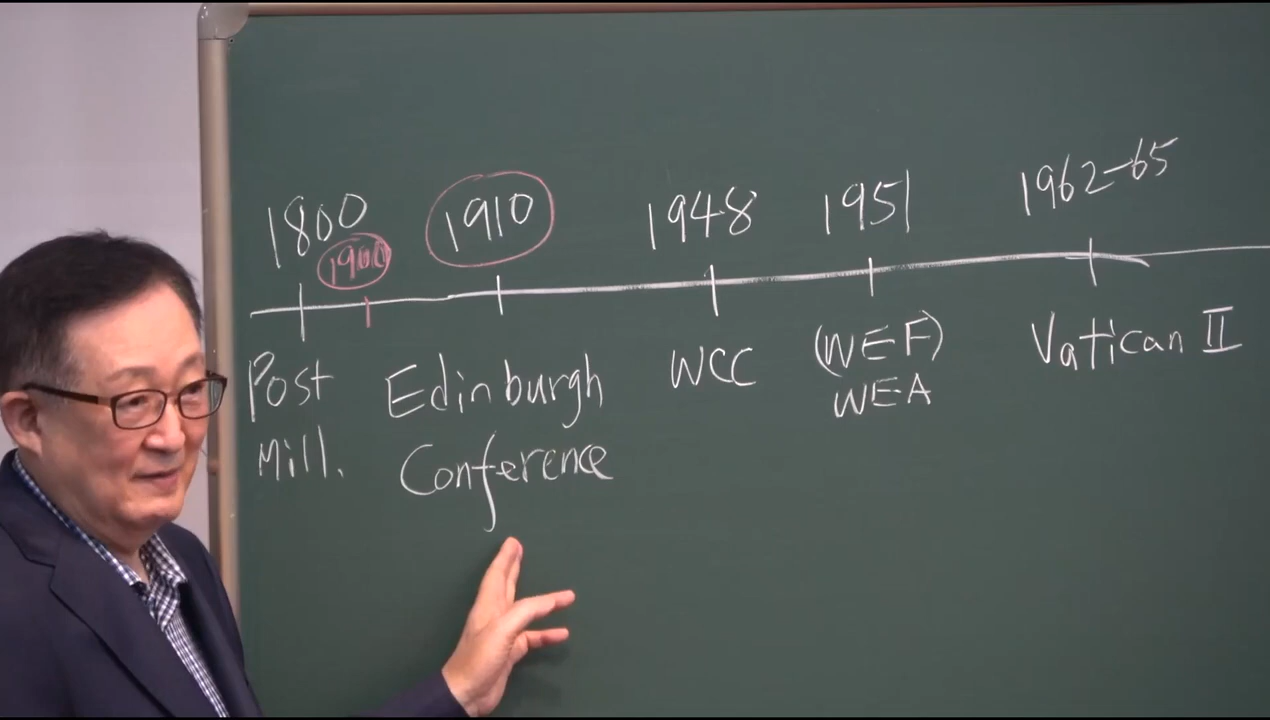 1800 1910 1948 1951 1962-65
1900
Post Edinburgh WCC (WEF) Vatican II
Mill. Conference WEA